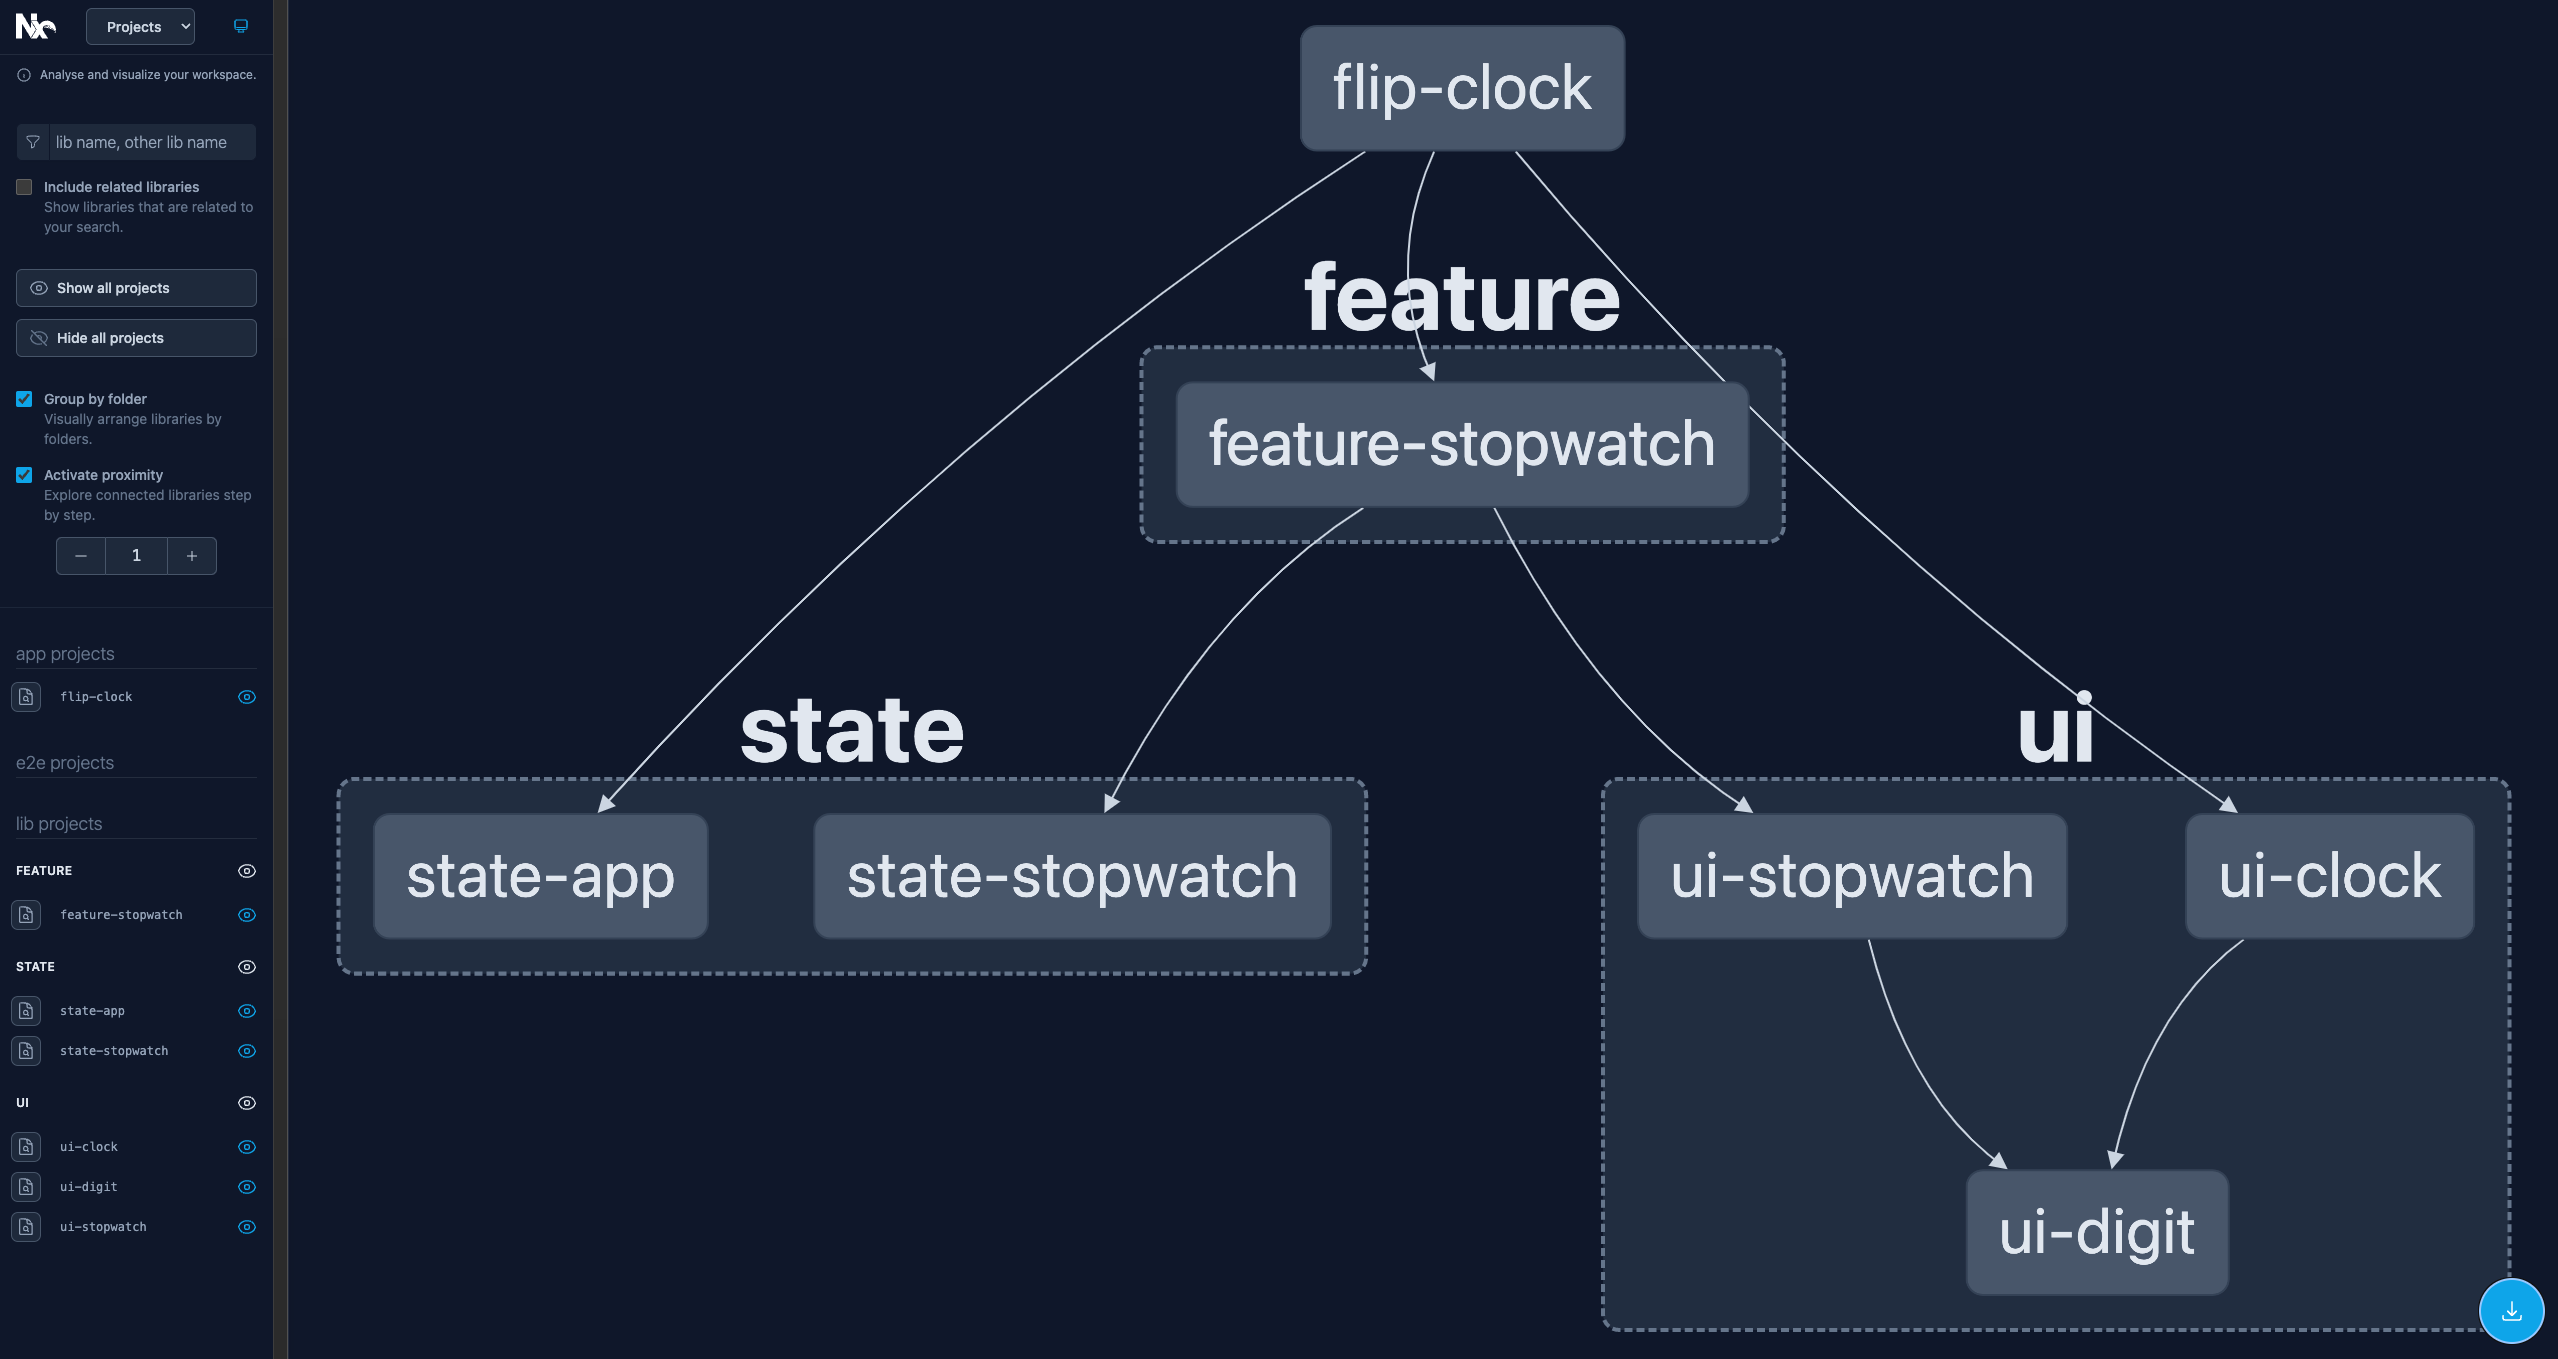 Nx
Projects
Analyse and visualize your workspace.
lib name, other lib name
Include related libraries
Show libraries that are related to
your search.
Show all projects
Hide all projects
Group by folder
Visually arrange libraries by
folders.
Activate proximity
Explore connected libraries step
by step.
− 1 +
app projects
flip-clock
e2e projects
lib projects
FEATURE
feature-stopwatch
STATE
state-app
state-stopwatch
UI
ui-clock
ui-digit
ui-stopwatch
flip-clock
feature
feature-stopwatch
state
state-app
state-stopwatch
ui
ui-stopwatch
ui-clock
ui-digit